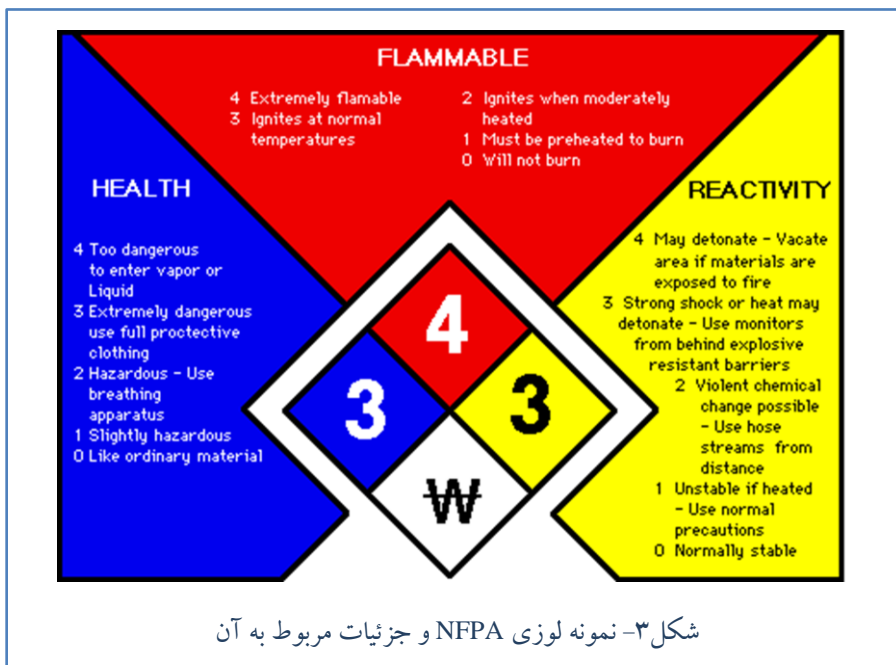 FLAMMABLE
4 Extremely flamable
3 Ignites at normal
temperatures
2 Ignites when moderately
heated
1 Must be preheated to burn
0 Will not burn
HEALTH
4 Too dangerous
to enter vapor or
Liquid
3 Extremely dangerous
use full proctective
clothing
2 Hazardous - Use
breathing
apparatus
1 Slightly hazardous
0 Like ordinary material
REACTIVITY
4 May detonate - Vacate
area if materials are
exposed to fire
3 Strong shock or heat may
detonate - Use monitors
from behind explosive
resistant barriers
2 Violent chemical
change possible
- Use hose
streams from
distance
1 Unstable if heated
- Use normal
precautions
0 Normally stable
4
3
3
W
شکل۳- نمونه لوزی NFPA و جزئیات مربوط به آن